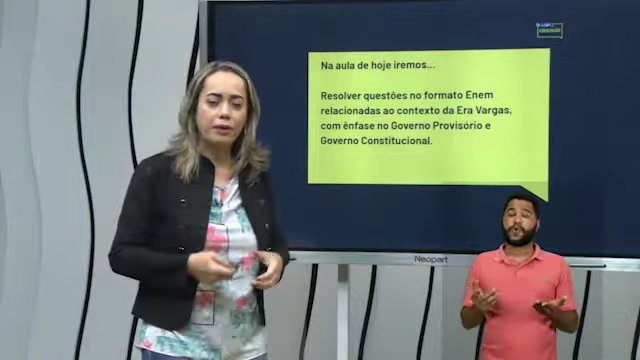 Na aula de hoje iremos...
Resolver questões no formato Enem
relacionadas ao contexto da Era Vargas,
com ênfase no Governo Provisório e
Governo Constitucional.
Neopart